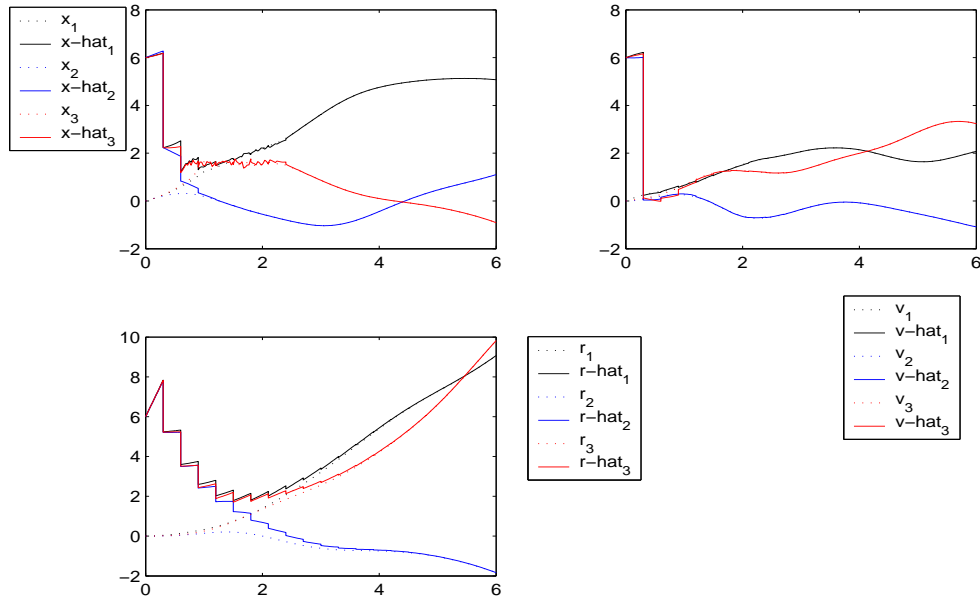 x_1
x-hat_1
x_2
x-hat_2
x_3
x-hat_3
8
6
4
2
0
−2
0 2 4 6
8
6
4
2
0
−2
0 2 4 6
10
8
6
4
2
0
−2
0 2 4 6
r_1
r-hat_1
r_2
r-hat_2
r_3
r-hat_3
v_1
v-hat_1
v_2
v-hat_2
v_3
v-hat_3